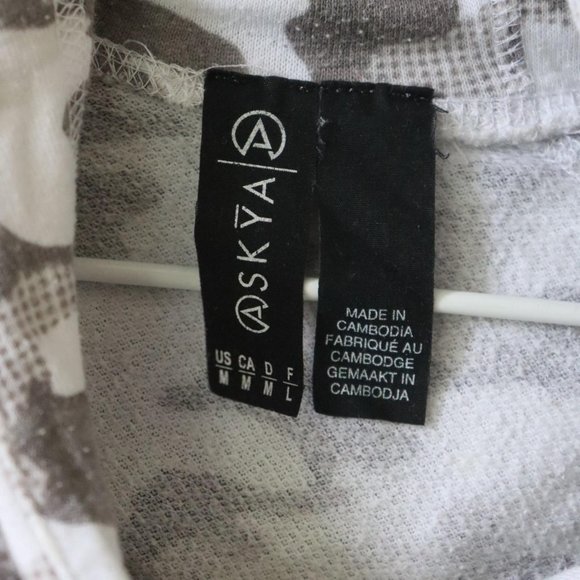 ASKYA
US CA D F
M M M L
MADE IN
CAMBODIA
FABRIQUÉ AU
CAMBODGE
GEMAAKT IN
CAMBODJA